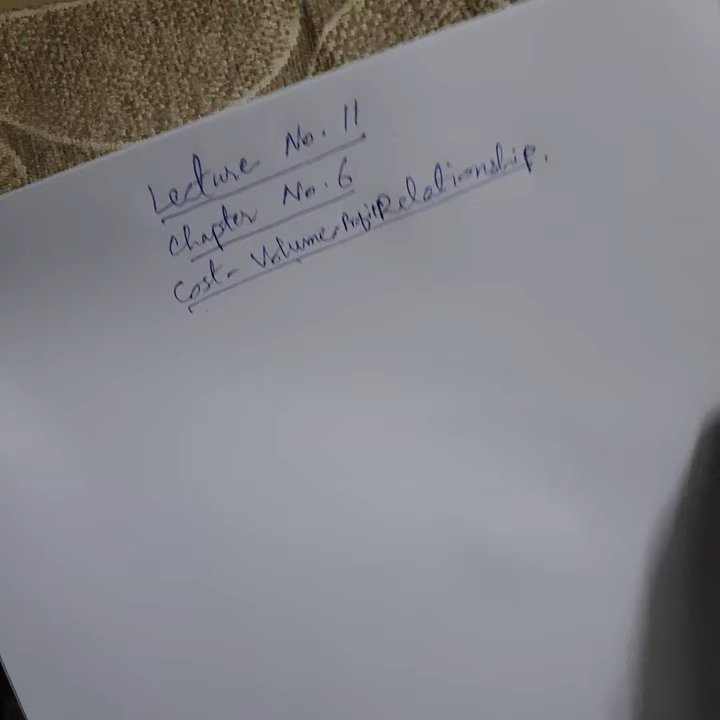 Lecture No. 11
Chapter No. 6
Cost - Volume - Profit Relationship.